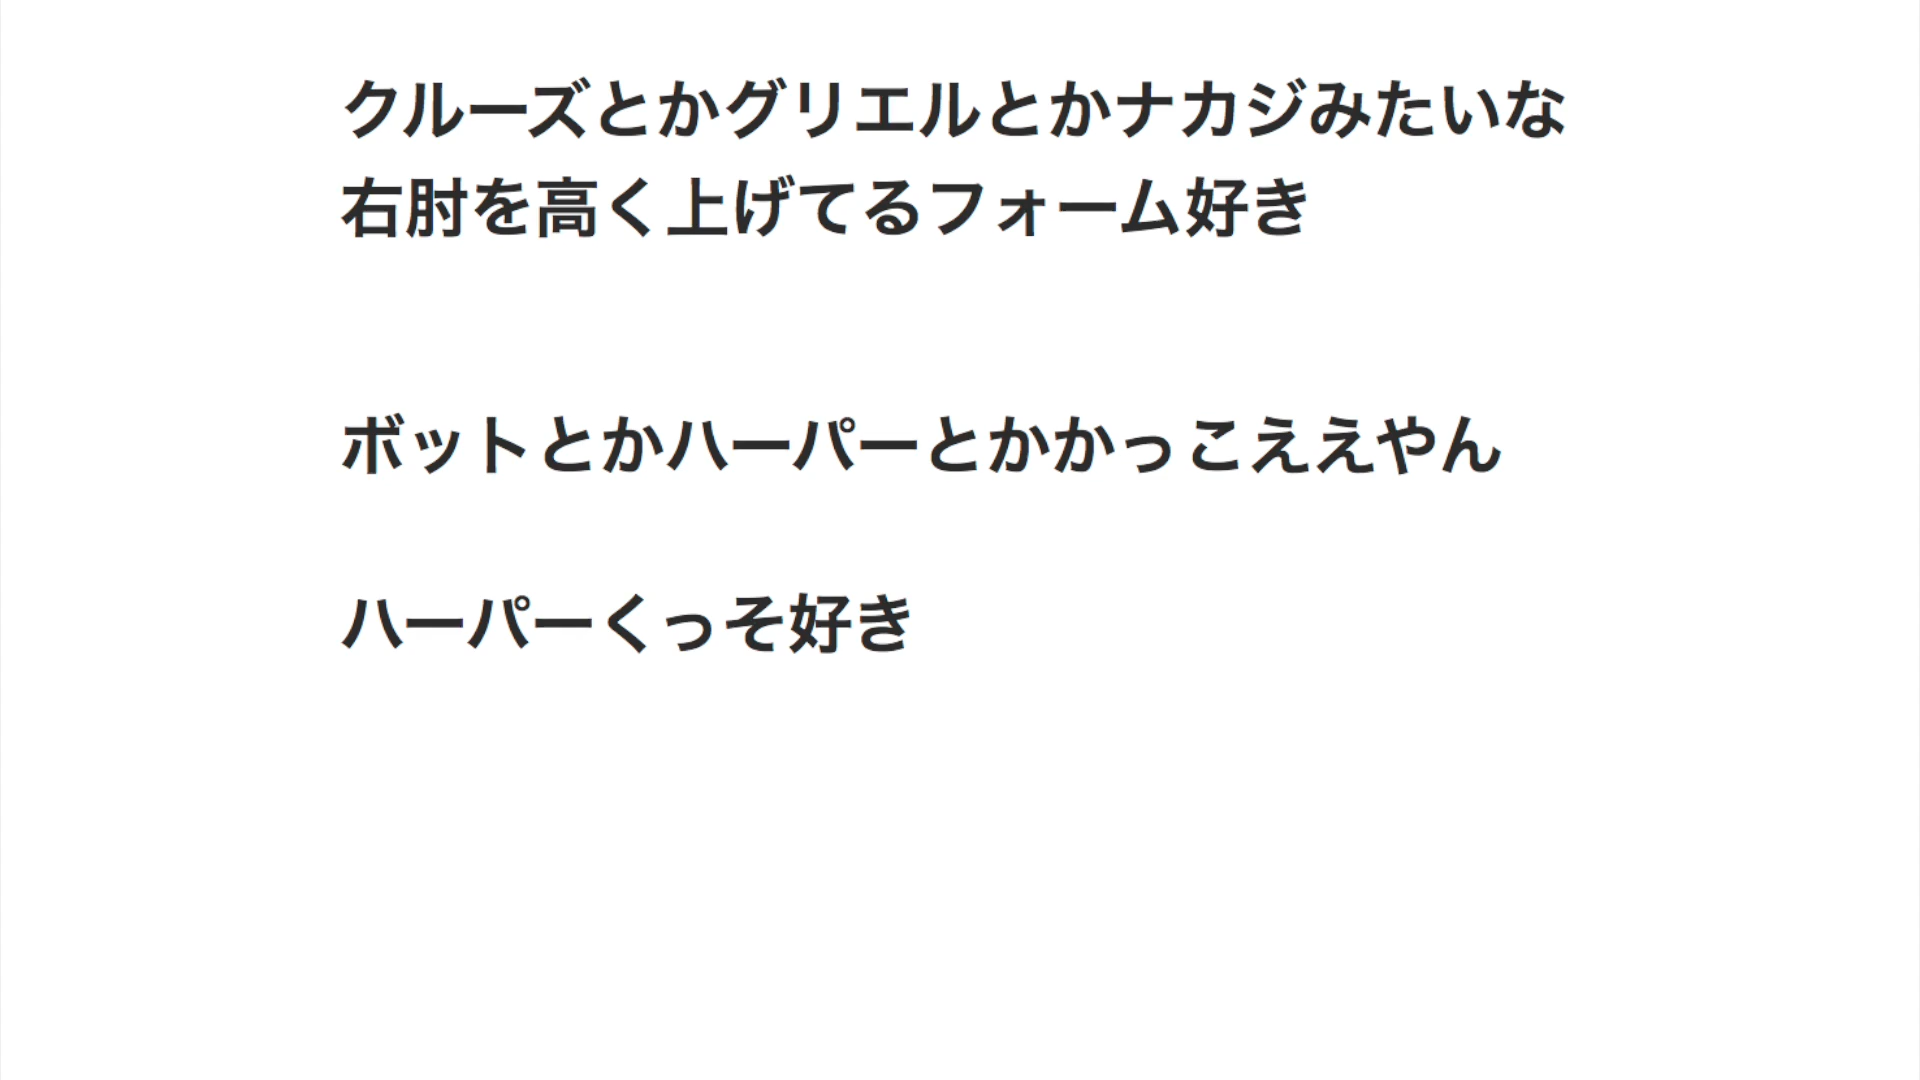 クルーズとかグリエルとかナカジみたいな
右肘を高く上げてるフォーム好き
ボットとかハーパーとかかっこええやん
ハーパーくっそ好き